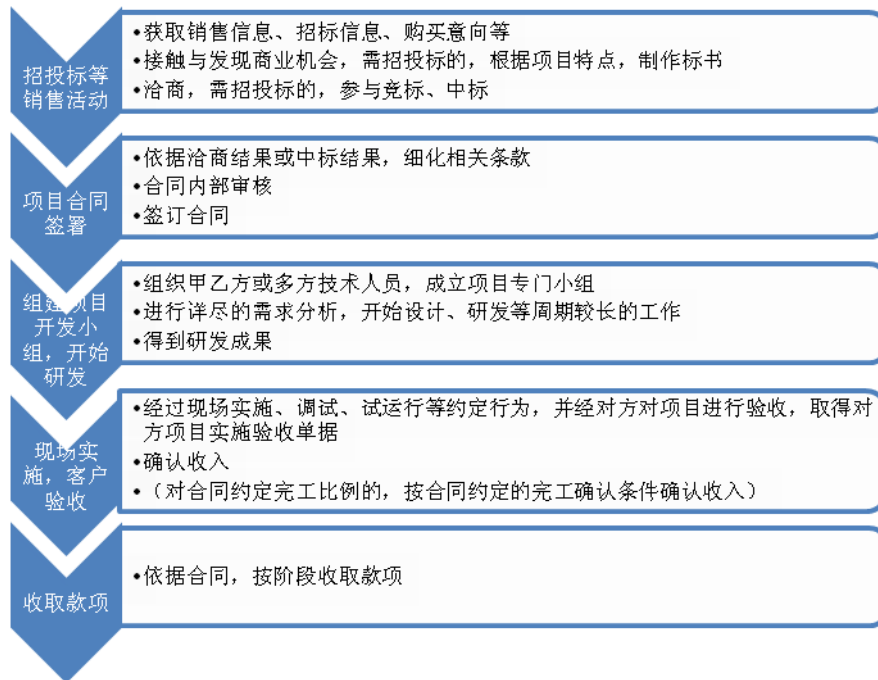 招投标等
销售活动
•获取销售信息、招标信息、购买意向等
•接触与发现商业机会，需招投标的，根据项目特点，制作标书
•洽商，需招投标的，参与竞标、中标
项目合同
签署
•依据洽商结果或中标结果，细化相关条款
•合同内部审核
•签订合同
组建项目
开发小
组，开始
研发
•组织甲乙方或多方技术人员，成立项目专门小组
•进行详尽的需求分析，开始设计、研发等周期较长的工作
•得到研发成果
现场实
施，客户
验收
•经过现场实施、调试、试运行等约定行为，并经对方对项目进行验收，取得对
方项目实施验收单据
•确认收入
•（对合同约定完工比例的，按合同约定的完工确认条件确认收入）
收取款项
•依据合同，按阶段收取款项